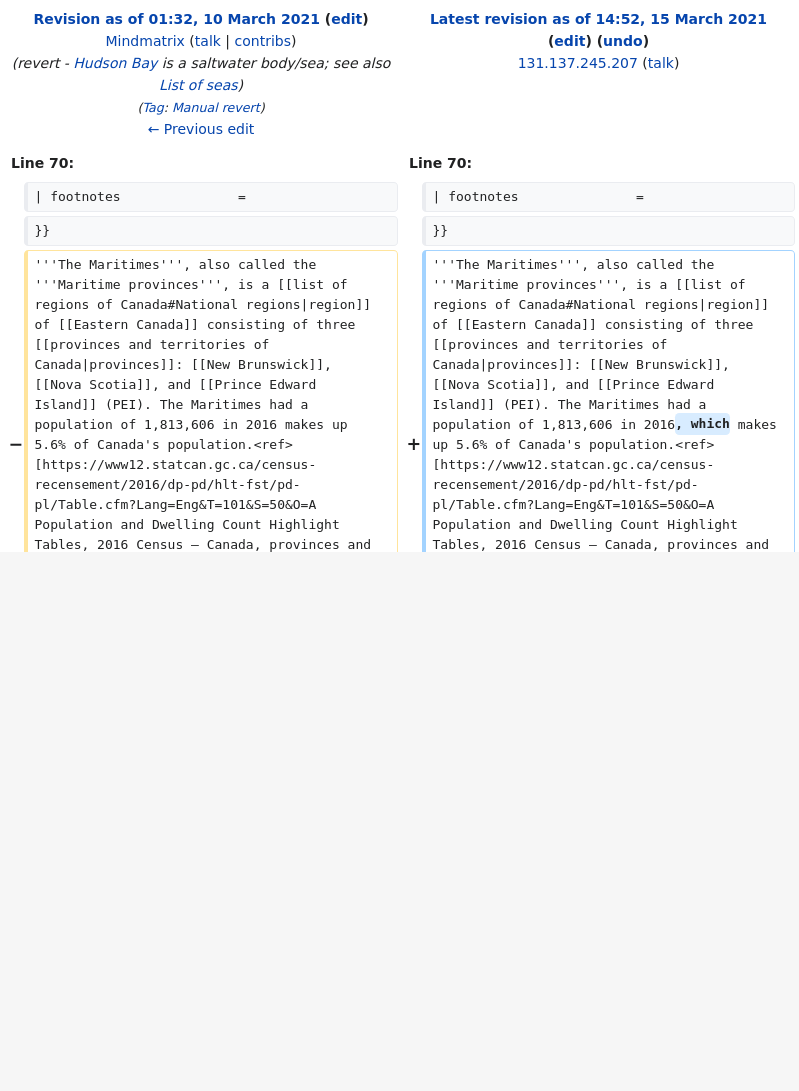 Revision as of 01:32, 10 March 2021 (edit)
Mindmatrix (talk | contribs)
(revert - Hudson Bay is a saltwater body/sea; see also
List of seas)
(Tag: Manual revert)
← Previous edit
Latest revision as of 14:52, 15 March 2021
(edit) (undo)
131.137.245.207 (talk)
Line 70:
Line 70:
| footnotes               =
| footnotes               =
}}
}}
−
'''The Maritimes''', also called the
'''Maritime provinces''', is a [[list of
regions of Canada#National regions|region]]
of [[Eastern Canada]] consisting of three
[[provinces and territories of
Canada|provinces]]: [[New Brunswick]],
[[Nova Scotia]], and [[Prince Edward
Island]] (PEI). The Maritimes had a
population of 1,813,606 in 2016 makes up
5.6% of Canada's population.<ref>
[https://www12.statcan.gc.ca/census-
recensement/2016/dp-pd/hlt-fst/pd-
pl/Table.cfm?Lang=Eng&T=101&S=50&O=A
Population and Dwelling Count Highlight
Tables, 2016 Census – Canada, provinces and
+
'''The Maritimes''', also called the
'''Maritime provinces''', is a [[list of
regions of Canada#National regions|region]]
of [[Eastern Canada]] consisting of three
[[provinces and territories of
Canada|provinces]]: [[New Brunswick]],
[[Nova Scotia]], and [[Prince Edward
Island]] (PEI). The Maritimes had a
population of 1,813,606 in 2016, which makes
up 5.6% of Canada's population.<ref>
[https://www12.statcan.gc.ca/census-
recensement/2016/dp-pd/hlt-fst/pd-
pl/Table.cfm?Lang=Eng&T=101&S=50&O=A
Population and Dwelling Count Highlight
Tables, 2016 Census – Canada, provinces and